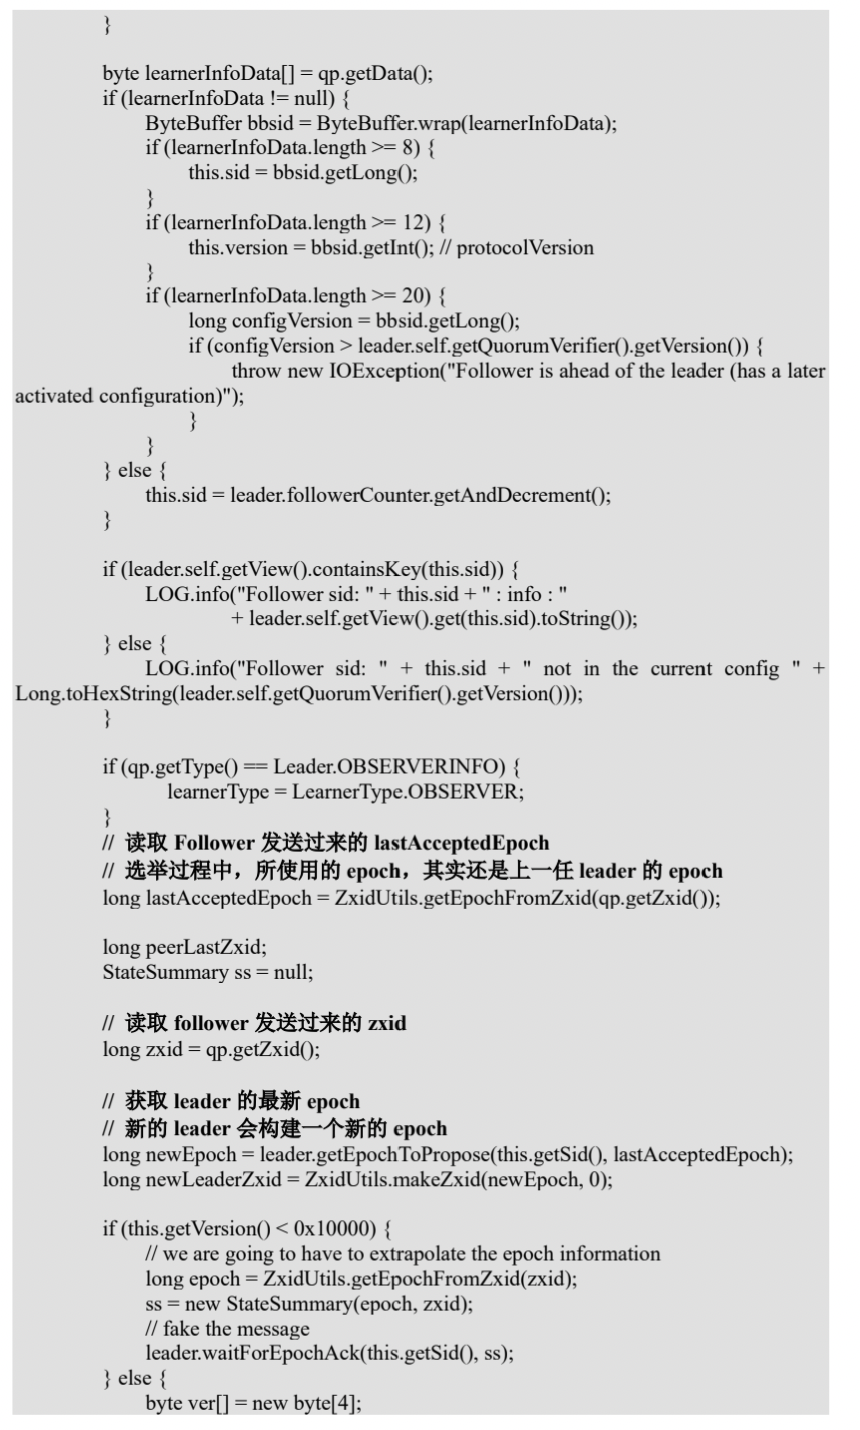 }
byte learnerInfoData[] = qp.getData();
if (learnerInfoData != null) {
ByteBuffer bbsid = ByteBuffer.wrap(learnerInfoData);
if (learnerInfoData.length >= 8) {
this.sid = bbsid.getLong();
}
if (learnerInfoData.length >= 12) {
this.version = bbsid.getInt(); // protocolVersion
}
if (learnerInfoData.length >= 20) {
long configVersion = bbsid.getLong();
if (configVersion > leader.self.getQuorumVerifier().getVersion()) {
throw new IOException("Follower is ahead of the leader (has a later
activated configuration)");
}
}
} else {
this.sid = leader.followerCounter.getAndDecrement();
}
if (leader.self.getView().containsKey(this.sid)) {
LOG.info("Follower sid: " + this.sid + " : info : "
+ leader.self.getView().get(this.sid).toString());
} else {
LOG.info("Follower sid: " + this.sid + " not in the current config " +
Long.toHexString(leader.self.getQuorumVerifier().getVersion()));
}
if (qp.getType() == Leader.OBSERVERINFO) {
learnerType = LearnerType.OBSERVER;
}
// 读取 Follower 发送过来的 lastAcceptedEpoch
// 选举过程中，所使用的 epoch，其实还是上一任 leader 的 epoch
long lastAcceptedEpoch = ZxidUtils.getEpochFromZxid(qp.getZxid());
long peerLastZxid;
StateSummary ss = null;
// 读取 follower 发送过来的 zxid
long zxid = qp.getZxid();
// 获取 leader 的最新 epoch
// 新的 leader 会构建一个新的 epoch
long newEpoch = leader.getEpochToPropose(this.getSid(), lastAcceptedEpoch);
long newLeaderZxid = ZxidUtils.makeZxid(newEpoch, 0);
if (this.getVersion() < 0x10000) {
// we are going to have to extrapolate the epoch information
long epoch = ZxidUtils.getEpochFromZxid(zxid);
ss = new StateSummary(epoch, zxid);
// fake the message
leader.waitForEpochAck(this.getSid(), ss);
} else {
byte ver[] = new byte[4];